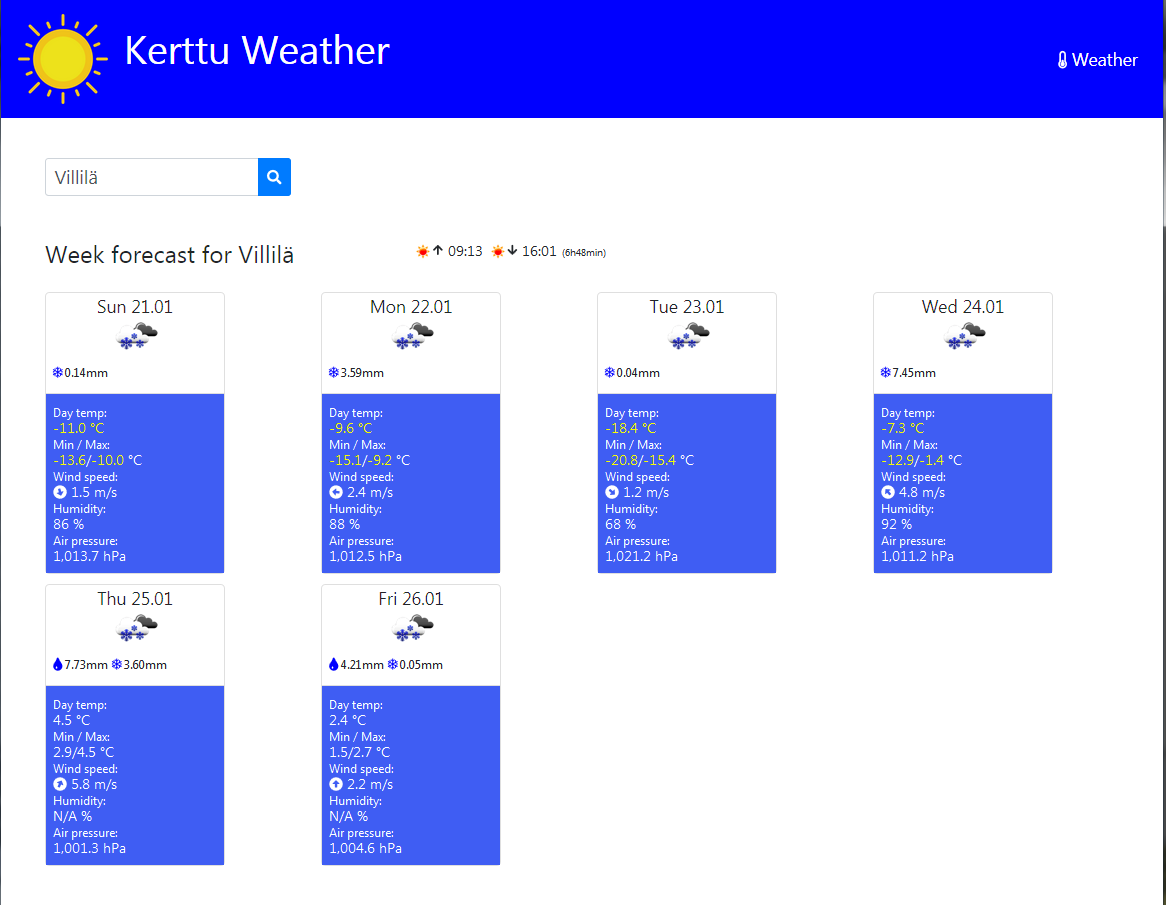 Kerttu Weather
Weather
Villilä
Week forecast for Villilä
09:13 16:01 (6h48min)
Sun 21.01
0.14mm
Day temp:
-11.0 °C
Min / Max:
-13.6/-10.0 °C
Wind speed:
1.5 m/s
Humidity:
86 %
Air pressure:
1,013.7 hPa
Mon 22.01
3.59mm
Day temp:
-9.6 °C
Min / Max:
-15.1/-9.2 °C
Wind speed:
2.4 m/s
Humidity:
88 %
Air pressure:
1,012.5 hPa
Tue 23.01
0.04mm
Day temp:
-18.4 °C
Min / Max:
-20.8/-15.4 °C
Wind speed:
1.2 m/s
Humidity:
68 %
Air pressure:
1,021.2 hPa
Wed 24.01
7.45mm
Day temp:
-7.3 °C
Min / Max:
-12.9/-1.4 °C
Wind speed:
4.8 m/s
Humidity:
92 %
Air pressure:
1,011.2 hPa
Thu 25.01
7.73mm 3.60mm
Day temp:
4.5 °C
Min / Max:
2.9/4.5 °C
Wind speed:
5.8 m/s
Humidity:
N/A %
Air pressure:
1,001.3 hPa
Fri 26.01
4.21mm 0.05mm
Day temp:
2.4 °C
Min / Max:
1.5/2.7 °C
Wind speed:
2.2 m/s
Humidity:
N/A %
Air pressure:
1,004.6 hPa